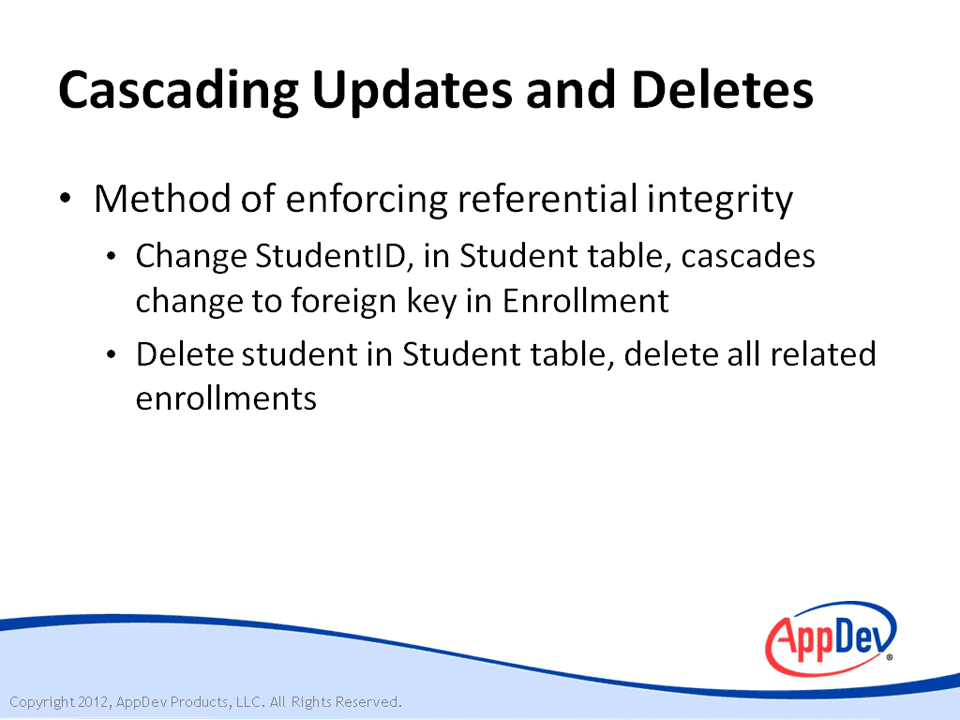 Cascading Updates and Deletes
• Method of enforcing referential integrity
• Change StudentID, in Student table, cascades
change to foreign key in Enrollment
• Delete student in Student table, delete all related
enrollments
AppDev®
Copyright 2012, AppDev Products, LLC. All Rights Reserved.